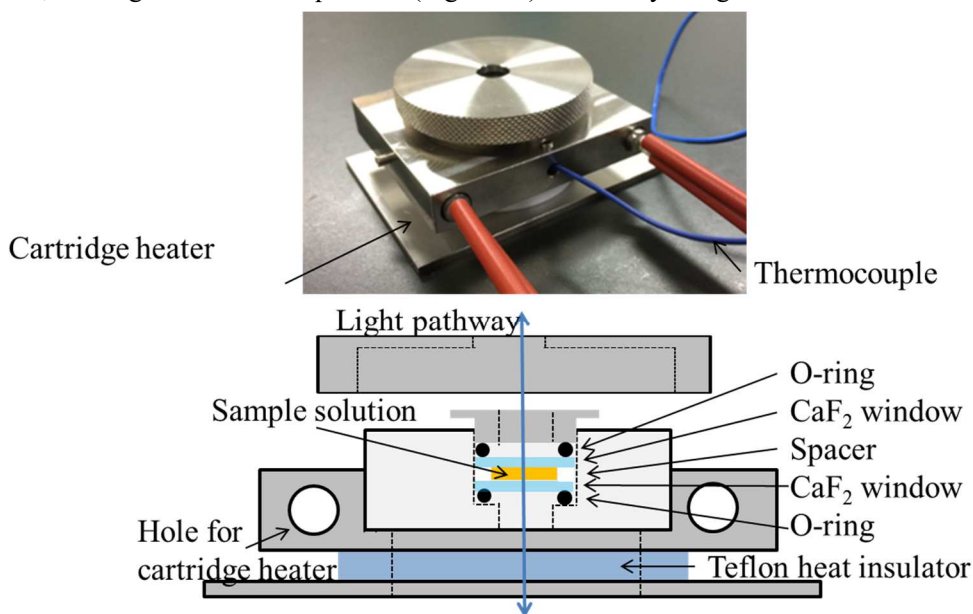 Cartridge heater
Thermocouple
Light pathway
O-ring
Sample solution
CaF₂ window
Spacer
CaF₂ window
O-ring
Hole for
cartridge heater
Teflon heat insulator